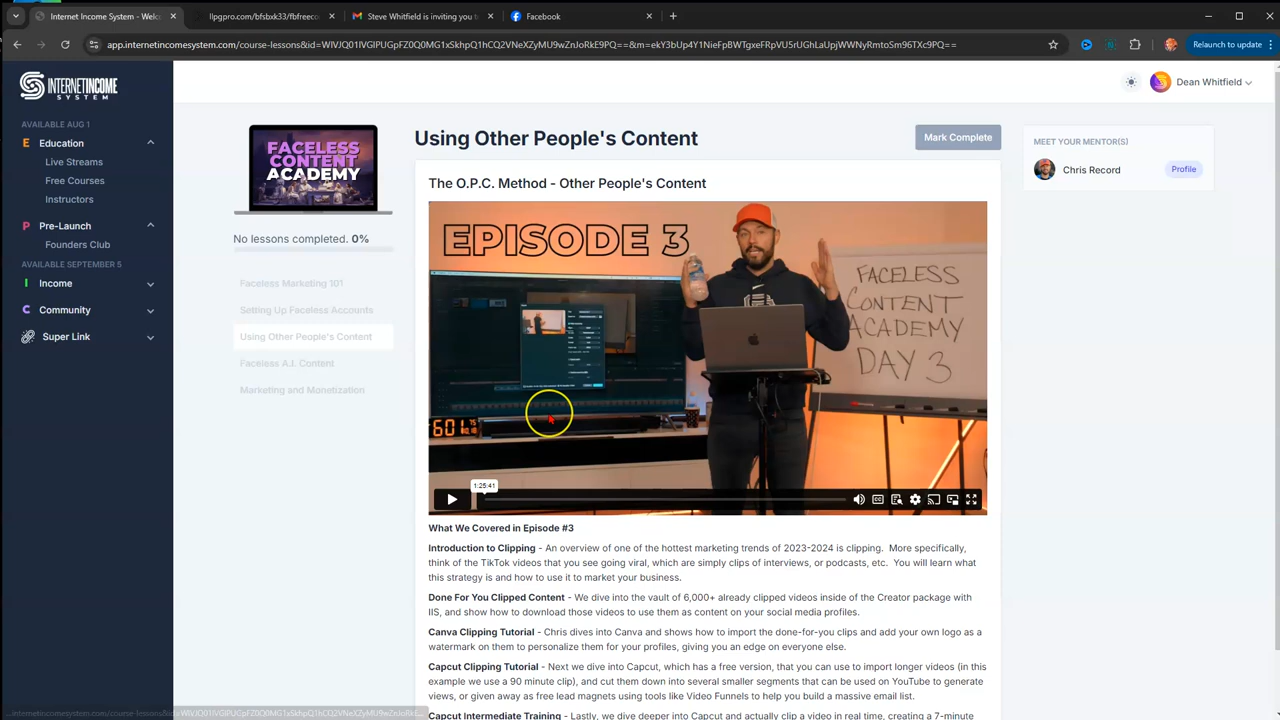 Internet Income System - Welc
llpgpro.com/bfsbxk33/fbfreeco
Steve Whitfield is inviting you t
Facebook
app.internetincomesystem.com/course-lessons&id=WlVJQ01lVGlPUGpFZ0Q0MG1xSkhpQ1hCQ2VNeXZyMU9wZnJoRkE9PQ==&m=ekY3bUp4Y1NieFpBWTgxeFRpVU5rUGhLaUpjWWNyRmtoSm96TXc9PQ==
Relaunch to update
INTERNETINCOME
SYSTEM
Dean Whitfield
AVAILABLE AUG 1
E Education
Live Streams
Free Courses
Instructors
P Pre-Launch
Founders Club
AVAILABLE SEPTEMBER 5
I Income
C Community
Super Link
FACELESS
CONTENT
ACADEMY
No lessons completed. 0%
Faceless Marketing 101
Setting Up Faceless Accounts
Using Other People's Content
Faceless A.I. Content
Marketing and Monetization
Using Other People's Content
Mark Complete
The O.P.C. Method - Other People's Content
EPISODE 3
FACELESS
CONTENT
ACADEMY
DAY 3
1:25:41
CC
What We Covered in Episode #3
Introduction to Clipping - An overview of one of the hottest marketing trends of 2023-2024 is clipping. More specifically,
think of the TikTok videos that you see going viral, which are simply clips of interviews, or podcasts, etc. You will learn what
this strategy is and how to use it to market your business.
Done For You Clipped Content - We dive into the vault of 6,000+ already clipped videos inside of the Creator package with
IIS, and show how to download those videos to use them as content on your social media profiles.
Canva Clipping Tutorial - Chris dives into Canva and shows how to import the done-for-you clips and add your own logo as a
watermark on them to personalize them for your profiles, giving you an edge on everyone else.
Capcut Clipping Tutorial - Next we dive into Capcut, which has a free version, that you can use to import longer videos (in this
example we use a 90 minute clip), and cut them down into several smaller segments that can be used on YouTube to generate
views, or given away as free lead magnets using tools like Video Funnels to help you build a massive email list.
Capcut Intermediate Training - Lastly, we dive deeper into Capcut and actually clip a video in real time, creating a 7-minute
MEET YOUR MENTOR(S)
Chris Record
Profile